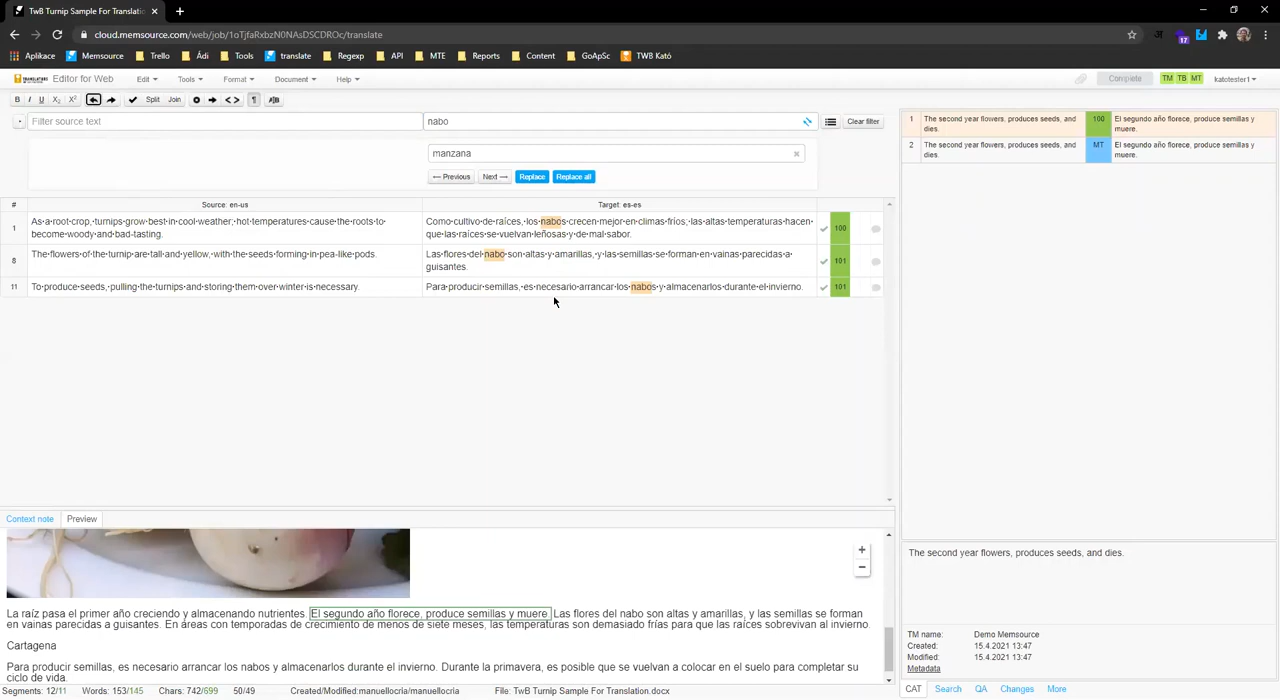 TwB Turnip Sample For Translatio
cloud.memsource.com/web/job/1oTjfaRxbzN0NAsDSCDROc/translate
17
Aplikace Memsource Trello Ádi Tools translate Regexp API MTE Reports Content GoApSc TWB Kató
Editor for Web Edit Tools Format Document Help Complete TM TB MT katotester1
B I U X₂ X² Split Join < > ¶
Filter source text nabo Clear filter
manzana ×
← Previous Next → Replace Replace all
# Source: en-us Target: es-es
1 As·a·root·crop,·turnips·grow·best·in·cool·weather;·hot·temperatures·cause·the·roots·to·
become·woody·and·bad-tasting.
Como·cultivo·de·raíces,·los·nabos·crecen·mejor·en·climas·fríos;·las·altas·temperaturas·hacen·
que·las·raíces·se·vuelvan·leñosas·y·de·mal·sabor.
100
8 The·flowers·of·the·turnip·are·tall·and·yellow,·with·the·seeds·forming·in·pea-like·pods.
Las·flores·del·nabo·son·altas·y·amarillas,·y·las·semillas·se·forman·en·vainas·parecidas·a·
guisantes.
101
11 To·produce·seeds,·pulling·the·turnips·and·storing·them·over·winter·is·necessary.
Para·producir·semillas,·es·necesario·arrancar·los·nabos·y·almacenarlos·durante·el·invierno.
101
1 The second year flowers, produces seeds, and
dies.
100
El segundo año florece, produce semillas y
muere.
2 The second year flowers, produces seeds, and
dies.
MT
El segundo año florece, produce semillas y
muere.
Context note Preview
+
−
La raíz pasa el primer año creciendo y almacenando nutrientes. El segundo año florece, produce semillas y muere. Las flores del nabo son altas y amarillas, y las semillas se forman
en vainas parecidas a guisantes. En áreas con temporadas de crecimiento de menos de siete meses, las temperaturas son demasiado frías para que las raíces sobrevivan al invierno.
Cartagena
Para producir semillas, es necesario arrancar los nabos y almacenarlos durante el invierno. Durante la primavera, es posible que se vuelvan a colocar en el suelo para completar su
ciclo de vida.
The second year flowers, produces seeds, and dies.
TM name: Demo Memsource
Created: 15.4.2021 13:47
Modified: 15.4.2021 13:47
Metadata
Segments: 12/11 Words: 153/145 Chars: 742/699 50/49 Created/Modified:manuellocria/manuellocria File: TwB Turnip Sample For Translation.docx
CAT Search QA Changes More